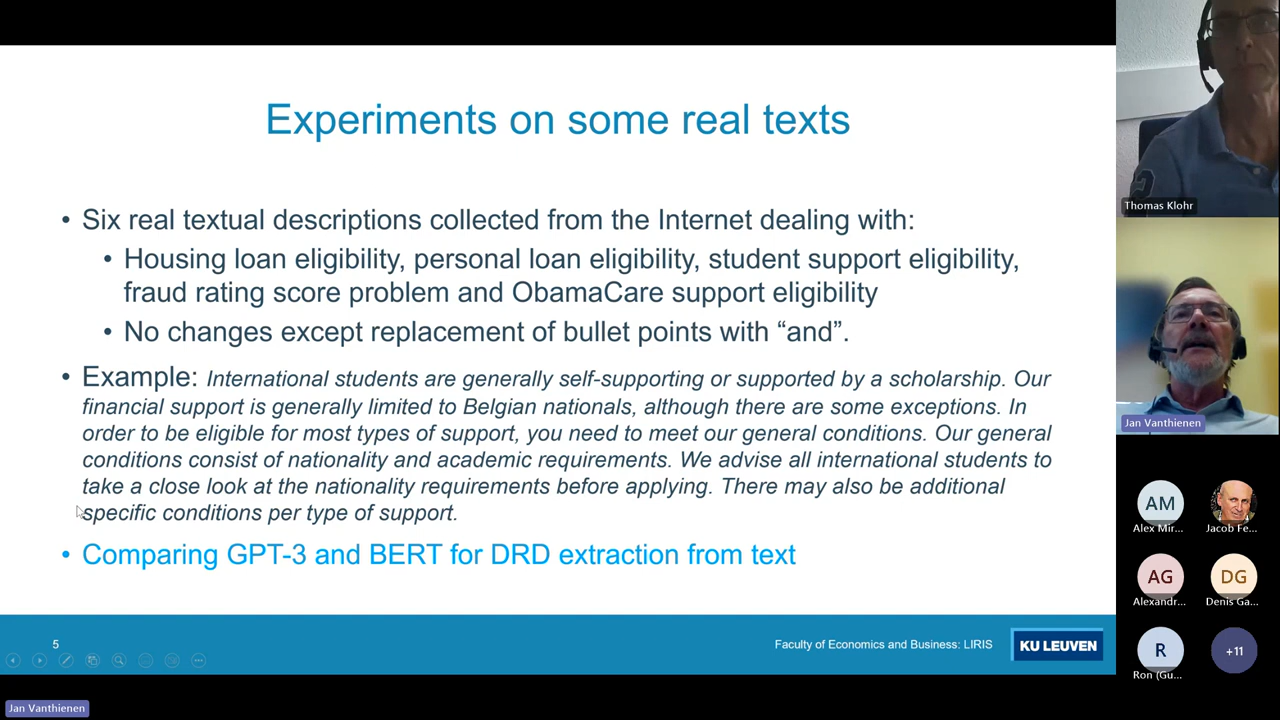 Experiments on some real texts
• Six real textual descriptions collected from the Internet dealing with:
• Housing loan eligibility, personal loan eligibility, student support eligibility,
fraud rating score problem and ObamaCare support eligibility
• No changes except replacement of bullet points with “and”.
• Example: International students are generally self-supporting or supported by a scholarship. Our
financial support is generally limited to Belgian nationals, although there are some exceptions. In
order to be eligible for most types of support, you need to meet our general conditions. Our general
conditions consist of nationality and academic requirements. We advise all international students to
take a close look at the nationality requirements before applying. There may also be additional
specific conditions per type of support.
• Comparing GPT-3 and BERT for DRD extraction from text
5
Faculty of Economics and Business: LIRIS
KU LEUVEN
Jan Vanthienen
Thomas Klohr
Jan Vanthienen
AM
Alex Mir...
Jacob Fe...
AG
Alexandr...
DG
Denis Ga...
R
Ron (Gu...
+11